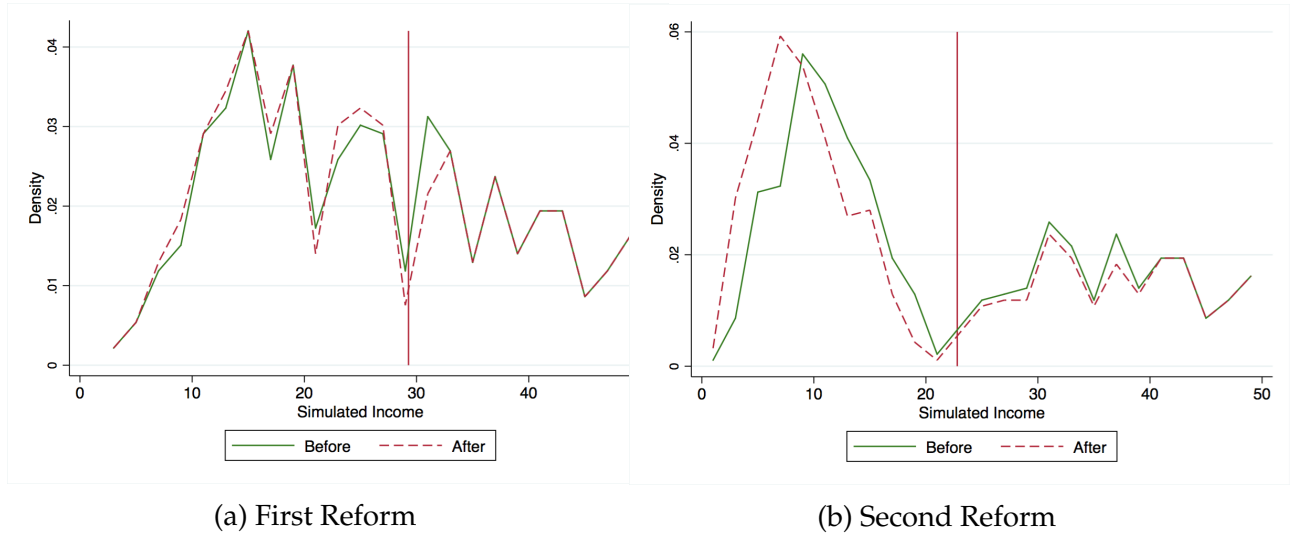 .04
.03
.02
.01
0
Density
0 10 20 30 40
Simulated Income
Before After
(a) First Reform
.06
.04
.02
0
Density
0 10 20 30 40 50
Simulated Income
Before After
(b) Second Reform